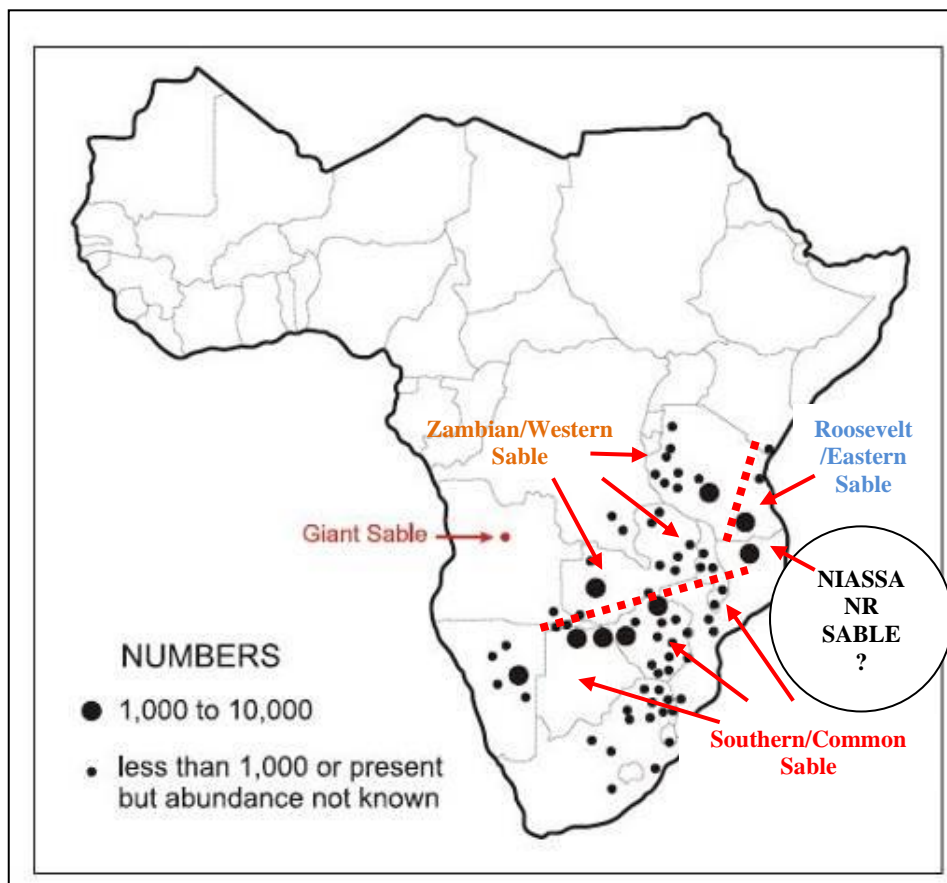 Zambian/Western
Sable
Roosevelt
/Eastern
Sable
Giant Sable
NIASSA
NR
SABLE
?
NUMBERS
1,000 to 10,000
less than 1,000 or present
but abundance not known
Southern/Common
Sable